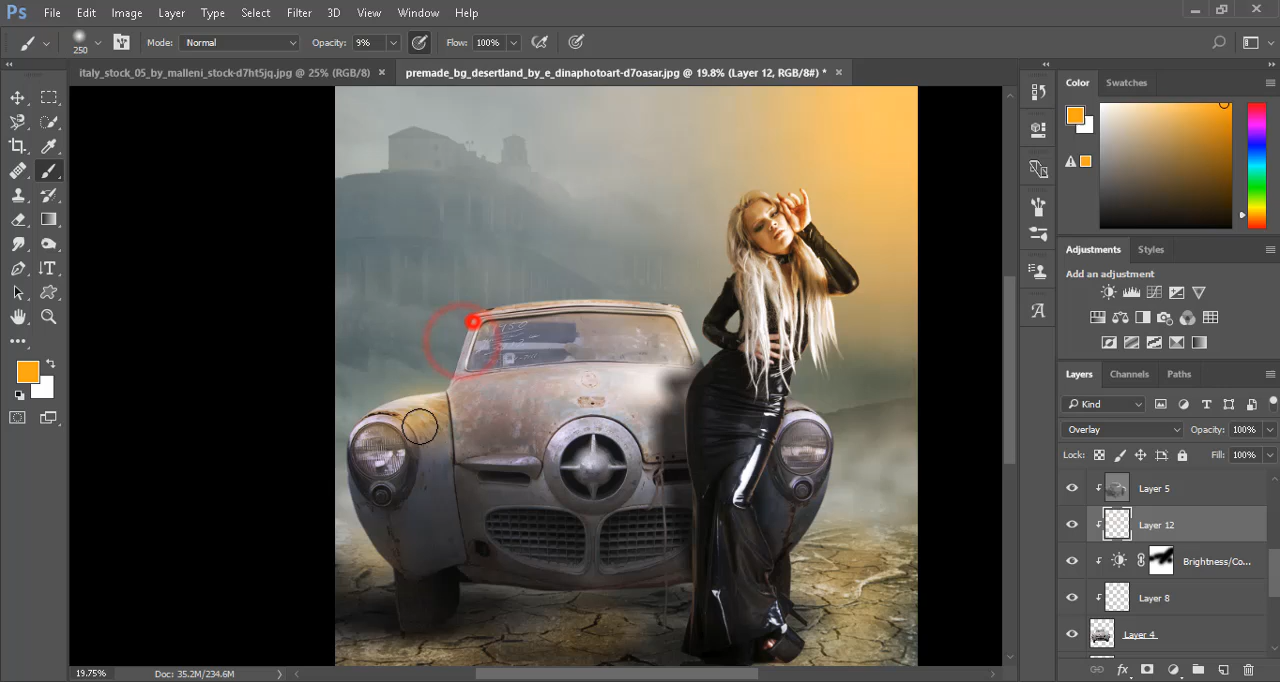 Ps File Edit Image Layer Type Select Filter 3D View Window Help
250 Mode: Normal Opacity: 9% Flow: 100%
italy_stock_05_by_malleni_stock-d7ht5jq.jpg @ 25% (RGB/8) × premade_bg_desertland_by_e_dinaphotoart-d7oasar.jpg @ 19.8% (Layer 12, RGB/8#) * ×
Color Swatches
Adjustments Styles
Add an adjustment
Layers Channels Paths
Kind
Overlay Opacity: 100%
Lock: Fill: 100%
Layer 5
Layer 12
Brightness/Co...
Layer 8
Layer 4
19.75% Doc: 35.2M/234.6M